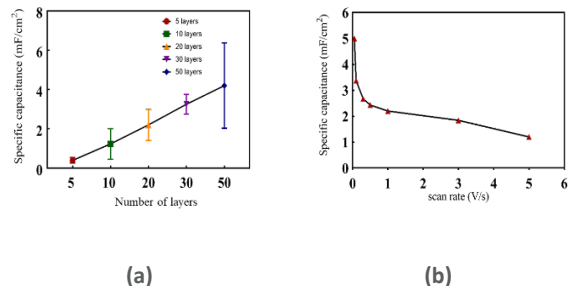 Specific capacitance (mF/cm²)
8
6
4
2
0
5 layers
10 layers
20 layers
30 layers
50 layers
5 10 20 30 50
Number of layers
(a)
Specific capacitance (mF/cm²)
6
5
4
3
2
1
0
0 1 2 3 4 5 6
scan rate (V/s)
(b)